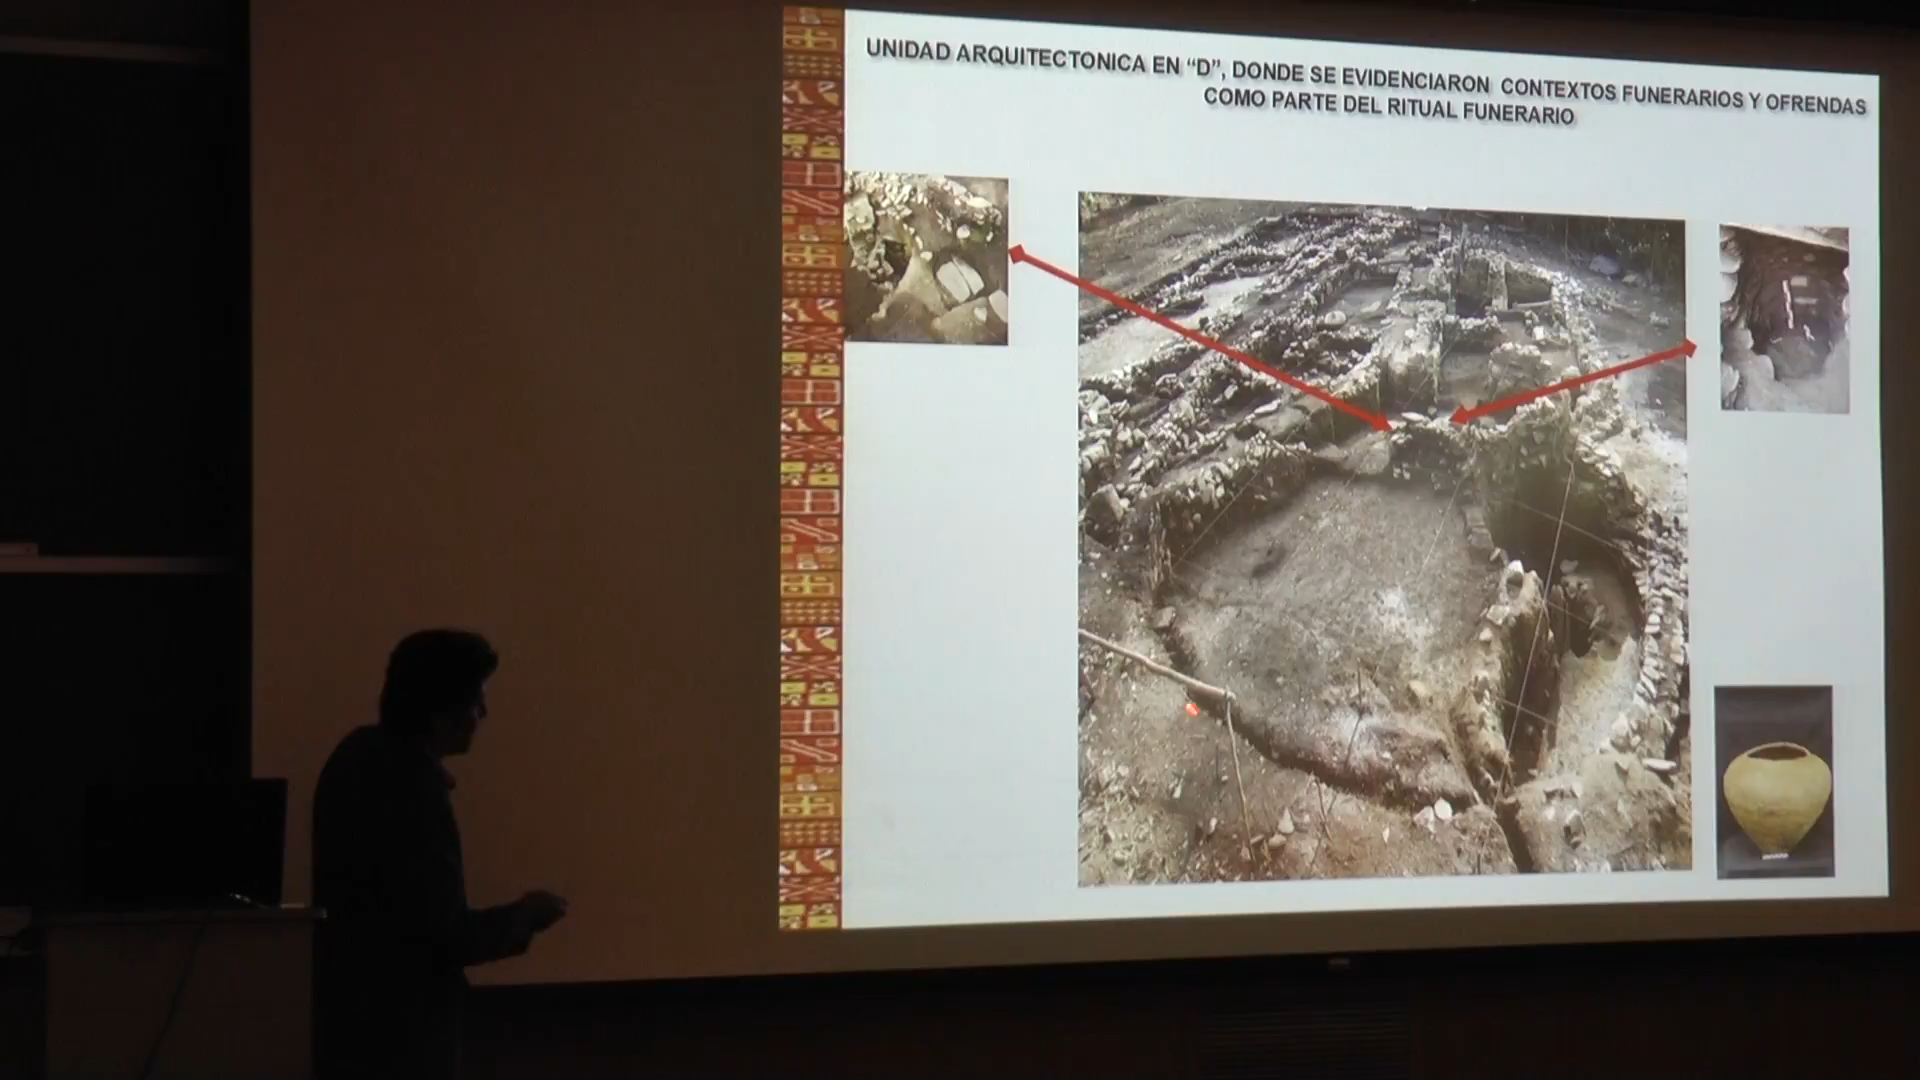 UNIDAD ARQUITECTONICA EN “D”, DONDE SE EVIDENCIARON CONTEXTOS FUNERARIOS Y OFRENDAS
COMO PARTE DEL RITUAL FUNERARIO